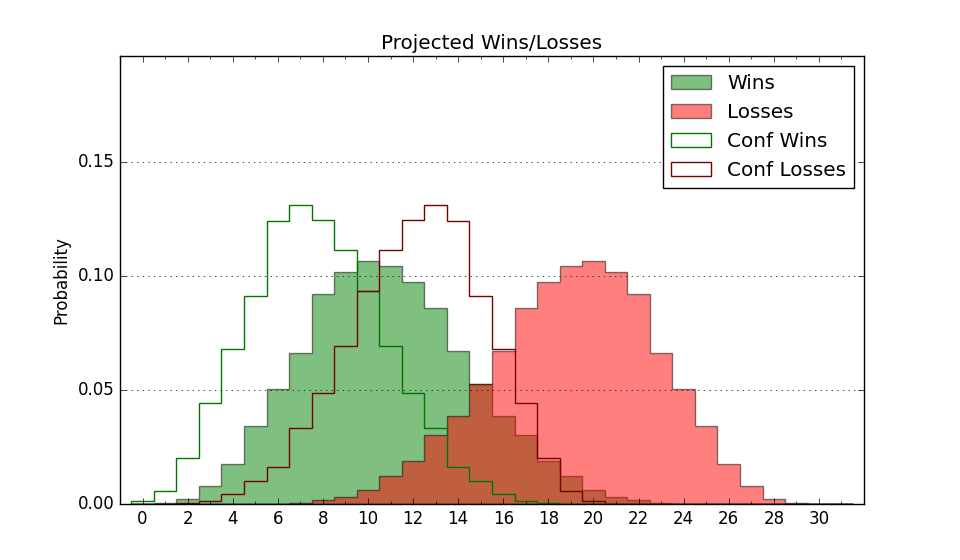 Projected Wins/Losses
Wins
Losses
Conf Wins
Conf Losses
Probability
0.15
0.10
0.05
0.00
0 2 4 6 8 10 12 14 16 18 20 22 24 26 28 30